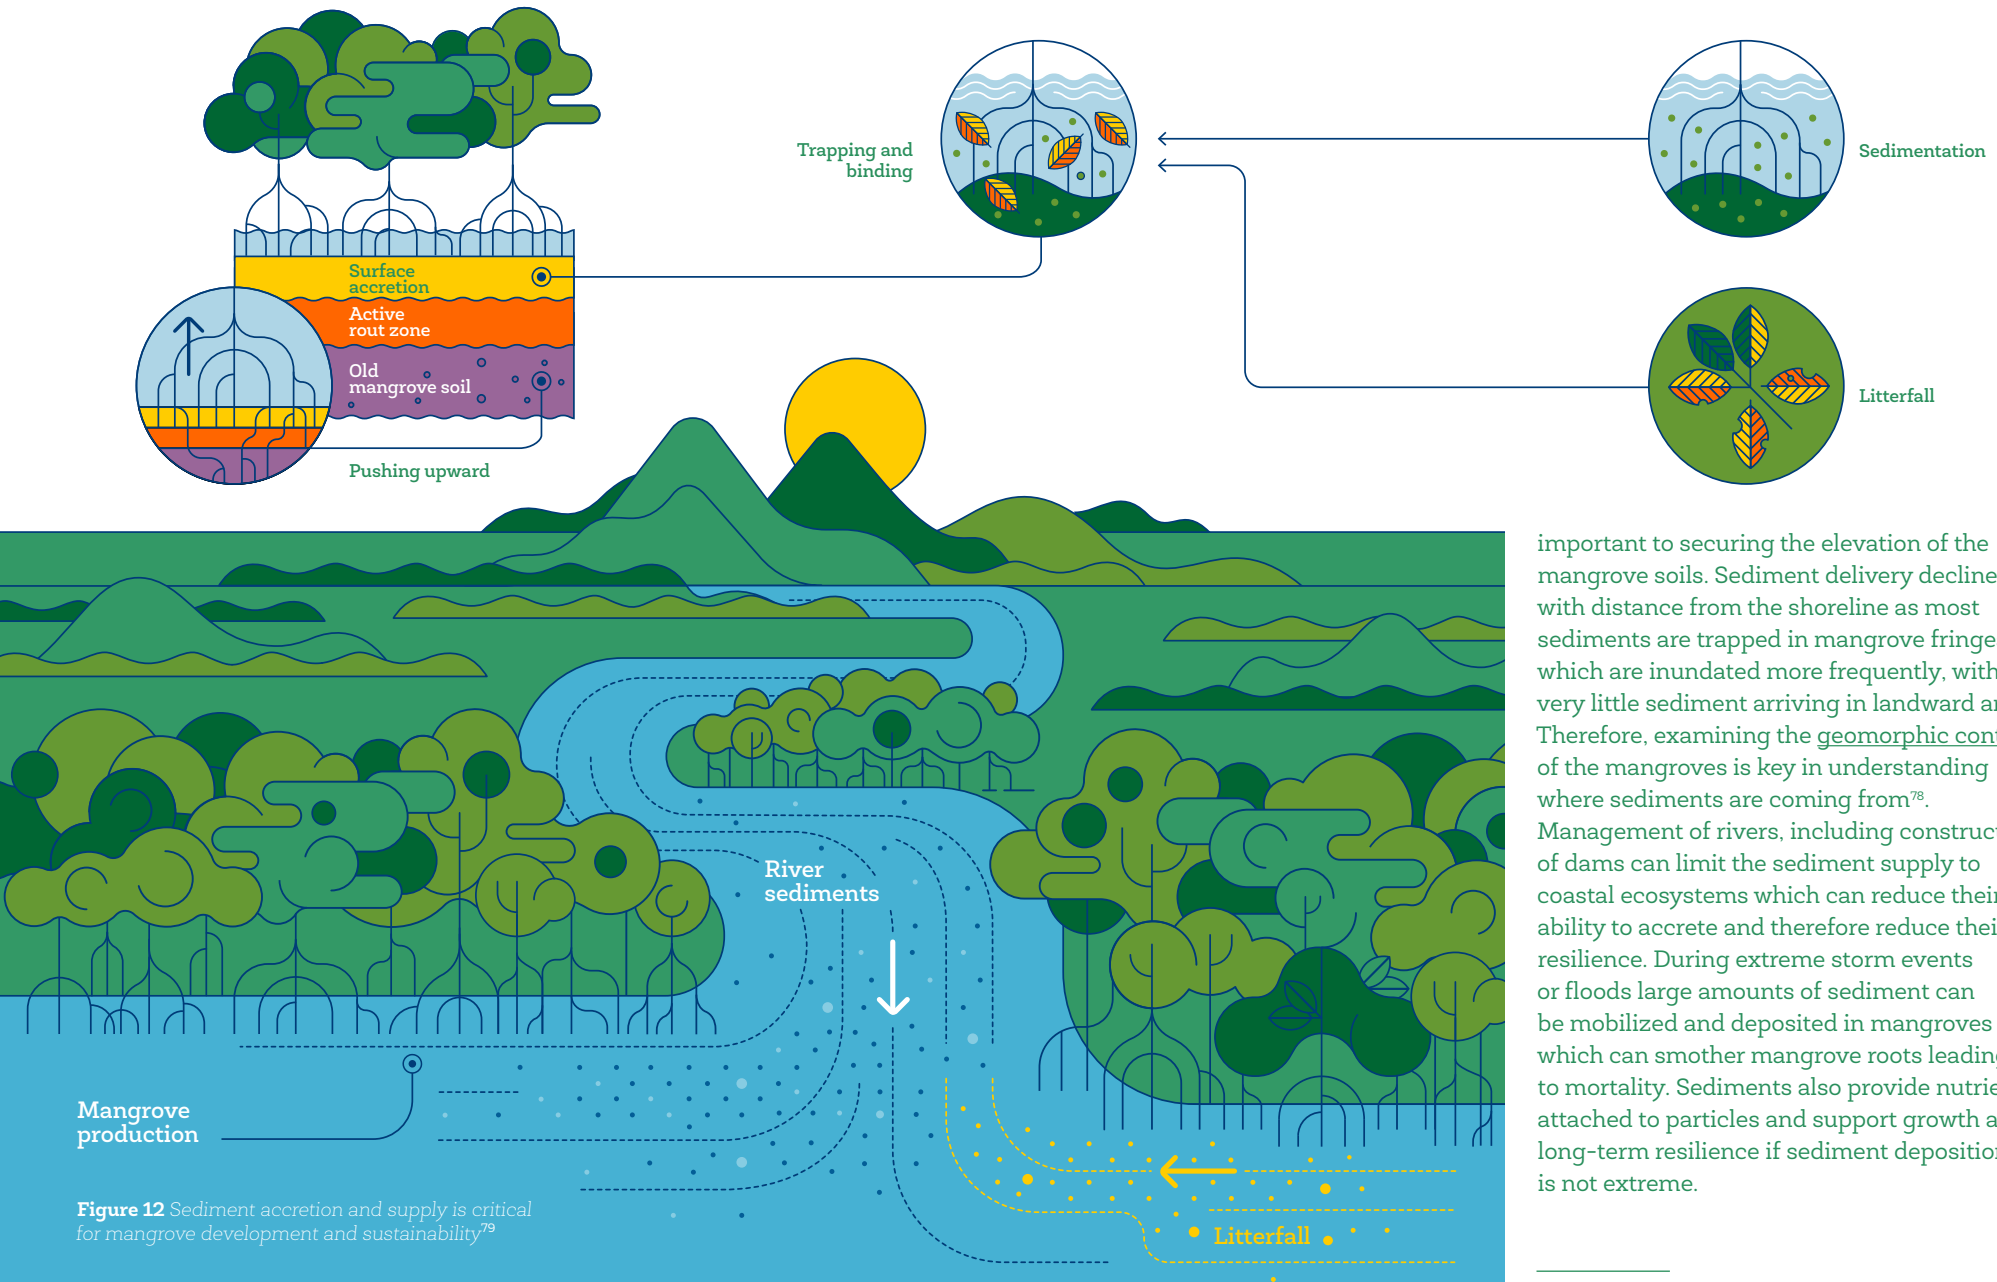 Trapping and
binding
Sedimentation
Surface
accretion
Active
rout zone
Old
mangrove soil
Pushing upward
Litterfall
River
sediments
Mangrove
production
Litterfall
Figure 12 Sediment accretion and supply is critical
for mangrove development and sustainability79
important to securing the elevation of the
mangrove soils. Sediment delivery decline
with distance from the shoreline as most
sediments are trapped in mangrove fringe
which are inundated more frequently, with
very little sediment arriving in landward
Therefore, examining the geomorphic
of the mangroves is key in understanding
where sediments are coming from78.
Management of rivers, including
of dams can limit the sediment supply to
coastal ecosystems which can reduce their
ability to accrete and therefore reduce
resilience. During extreme storm events
or floods large amounts of sediment can
be mobilized and deposited in mangroves
which can smother mangrove roots
to mortality. Sediments also provide
attached to particles and support growth
long-term resilience if sediment
is not extreme.